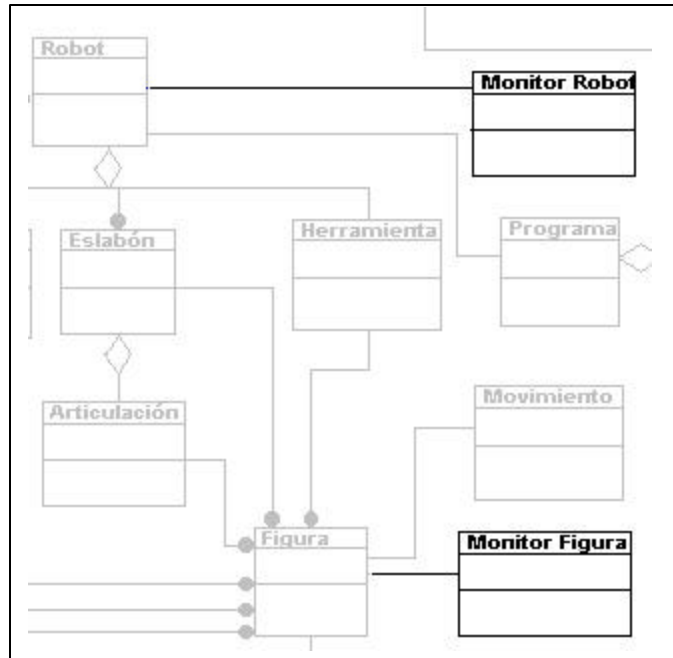 Robot
Monitor Robot
Eslabón
Herramienta
Programa
Articulación
Movimiento
Figura
Monitor Figura